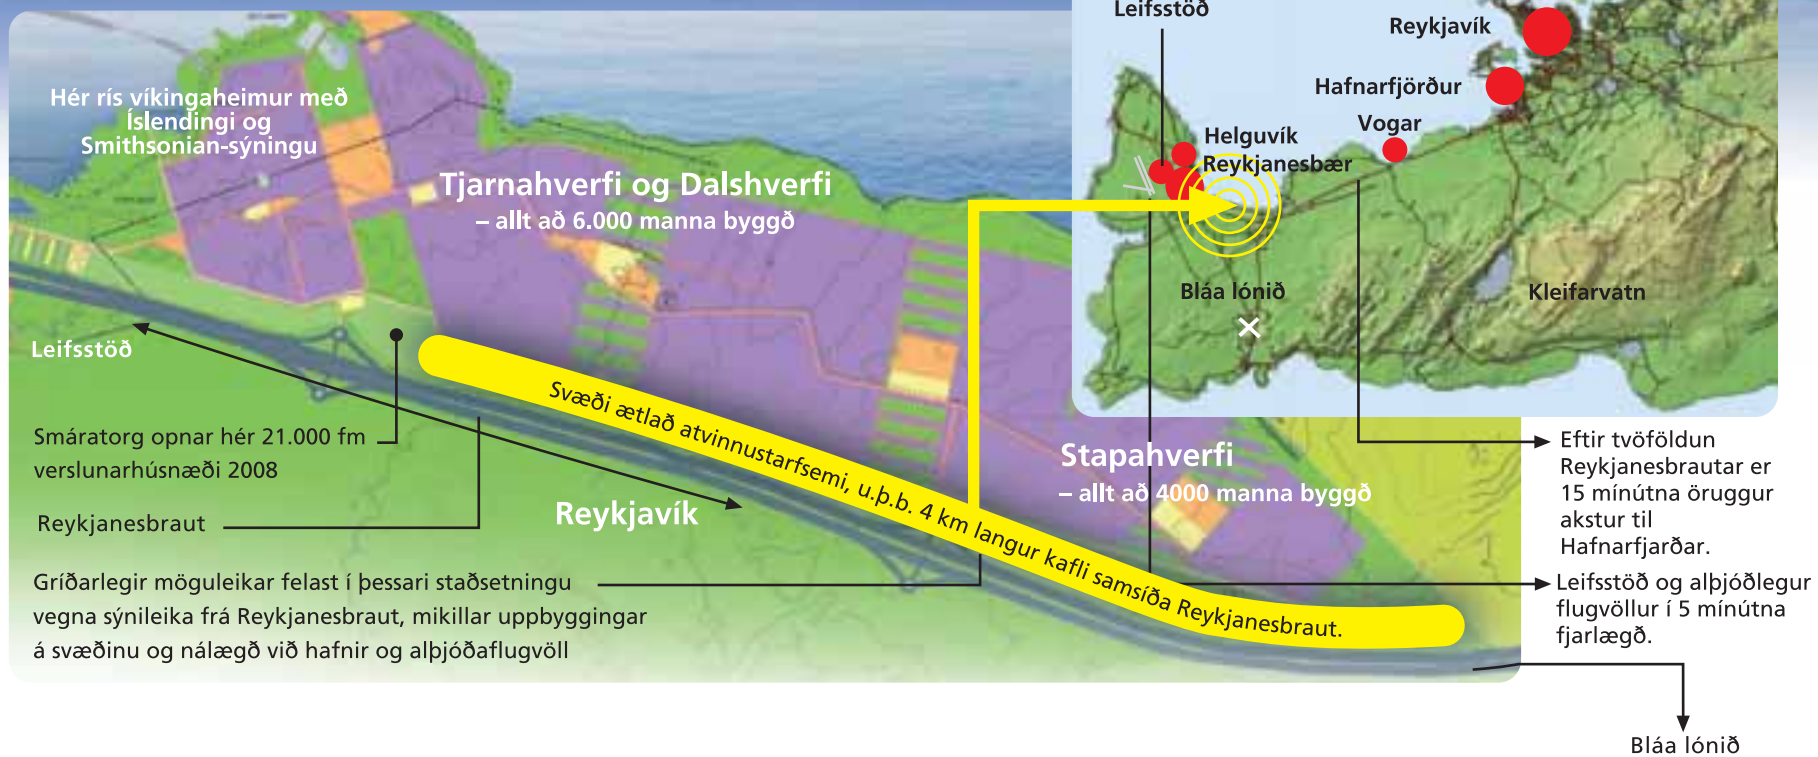 Hér rís víkingaheimur með
Íslendingi og
Smithsonian-sýningu
Tjarnahverfi og Dalshverfi
– allt að 6.000 manna byggð
Leifsstöð
Smáratorg opnar hér 21.000 fm
verslunarhúsnæði 2008
Reykjanesbraut
Reykjavík
Gríðarlegir möguleikar felast í þessari staðsetningu
vegna sýnileika frá Reykjanesbraut, mikillar uppbyggingar
á svæðinu og nálægð við hafnir og alþjóðaflugvöll
Svæði ætlað atvinnustarfsemi, u.þ.b. 4 km langur kafli samsíða Reykjanesbraut.
Stapahverfi
– allt að 4000 manna byggð
Leifsstöð
Reykjavík
Hafnarfjörður
Vogar
Helguvík
Reykjanesbær
Bláa lónið
Kleifarvatn
Eftir tvöföldun
Reykjanesbrautar er
15 mínútna öruggur
akstur til
Hafnarfjarðar.
Leifsstöð og alþjóðlegur
flugvöllur í 5 mínútna
fjarlægð.
Bláa lónið